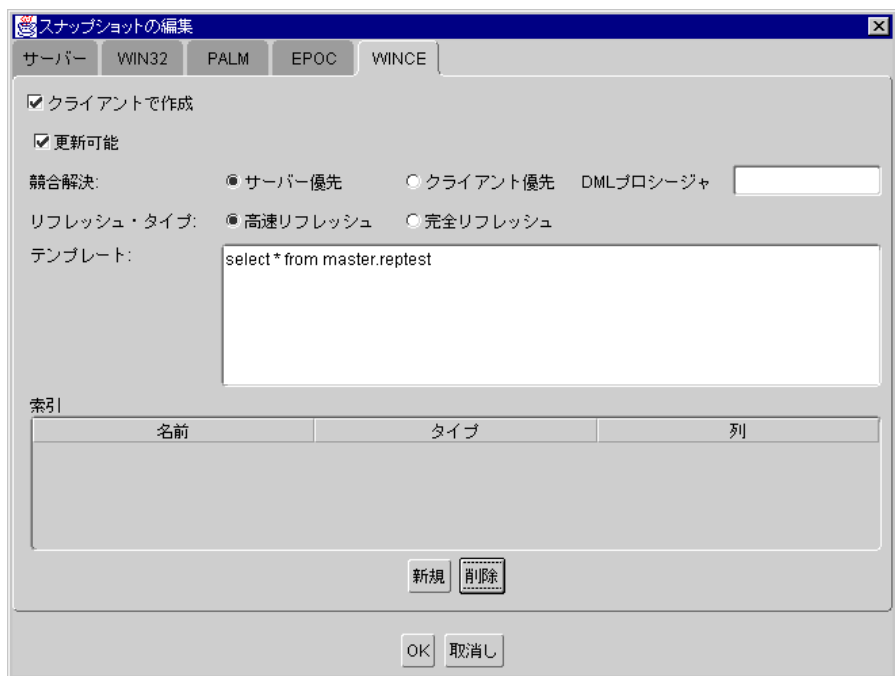 スナップショットの編集
サーバー WIN32 PALM EPOC WINCE
クライアントで作成
更新可能
競合解決: サーバー優先 クライアント優先 DMLプロシージャ
リフレッシュ・タイプ: 高速リフレッシュ 完全リフレッシュ
テンプレート: select * from master.reptest
索引
名前 タイプ 列
新規 削除
OK 取消し